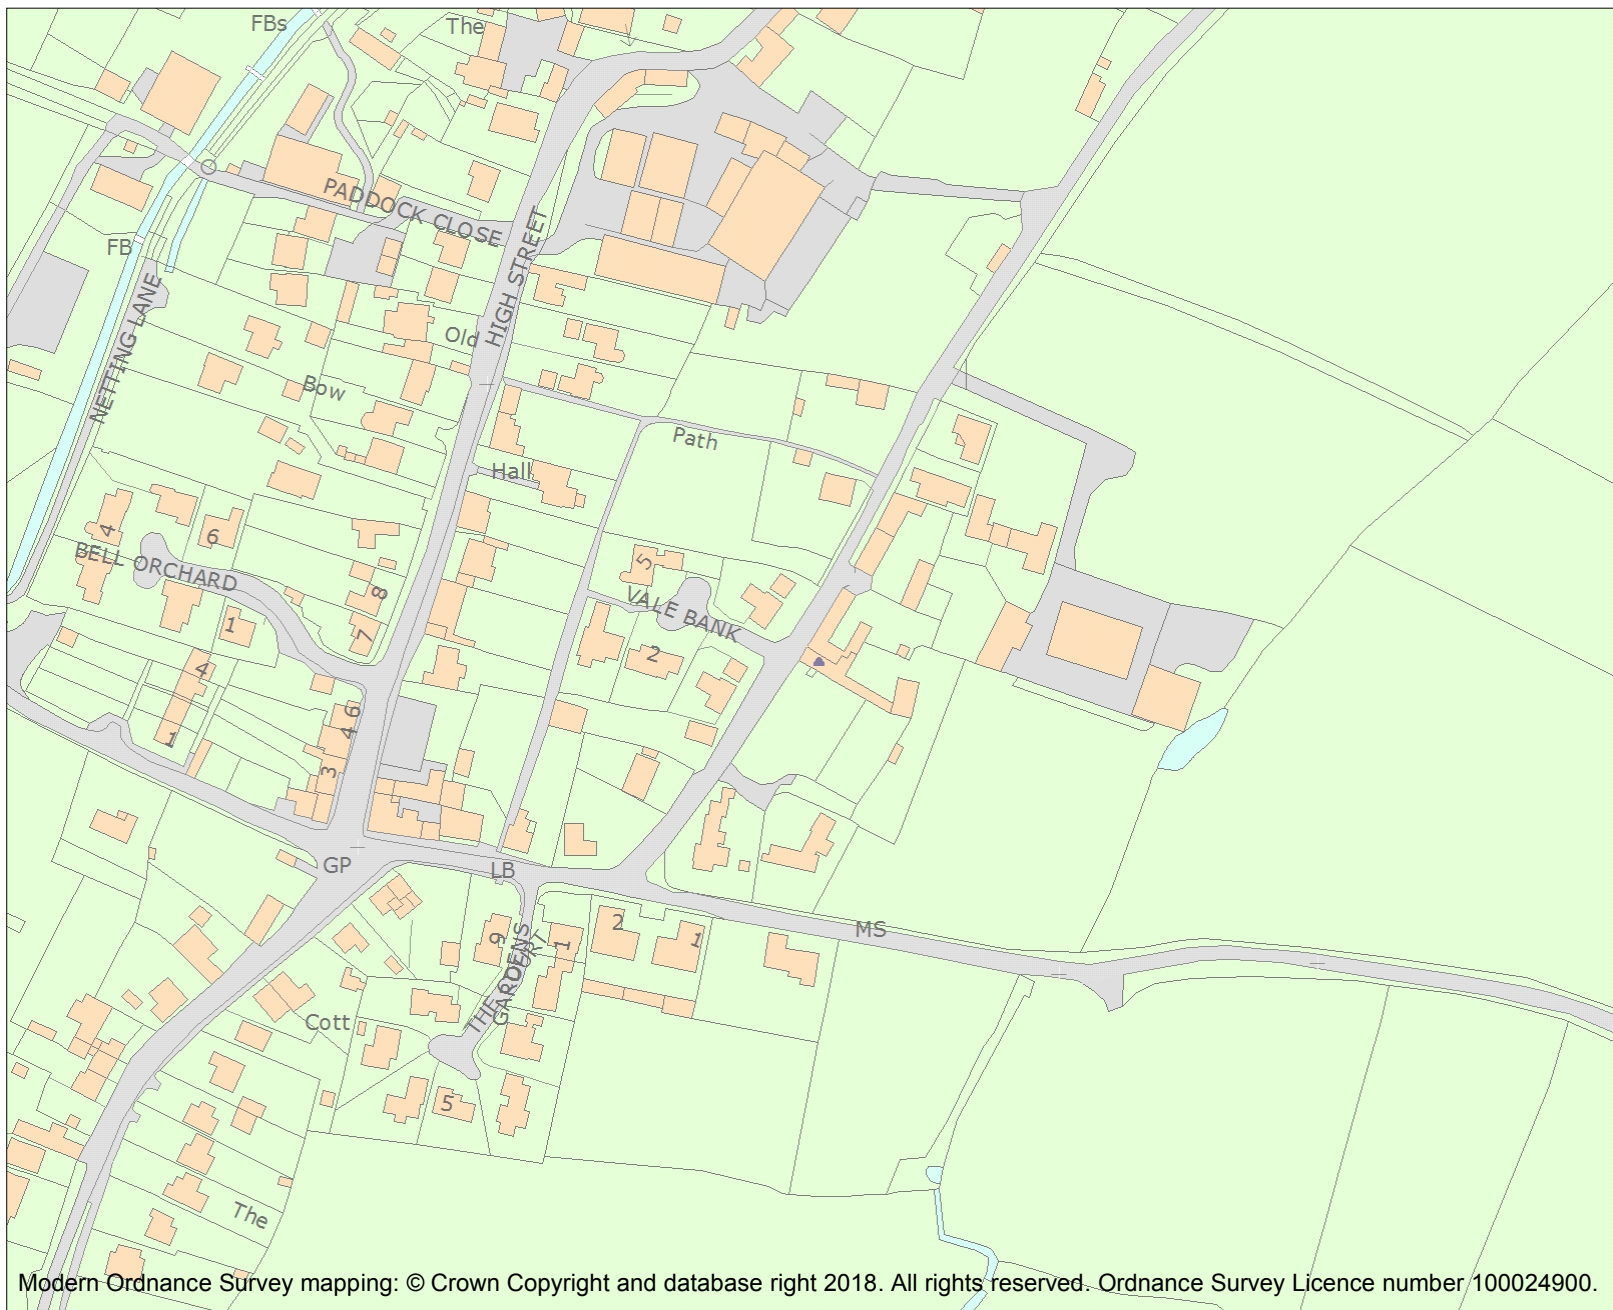 FBs
The
PADDOCK CLOSE
FB
HIGH STREET
NETTING LANE
Old
Bow
Path
Hall
4
6
BELL ORCHARD
5
8
VALE BANK
1
7
2
4
6
4
1
3
GP
LB
2
1
MS
9
1
THE GARDENS
Cott
5
The
Modern Ordnance Survey mapping: © Crown Copyright and database right 2018. All rights reserved. Ordnance Survey Licence number 100024900.